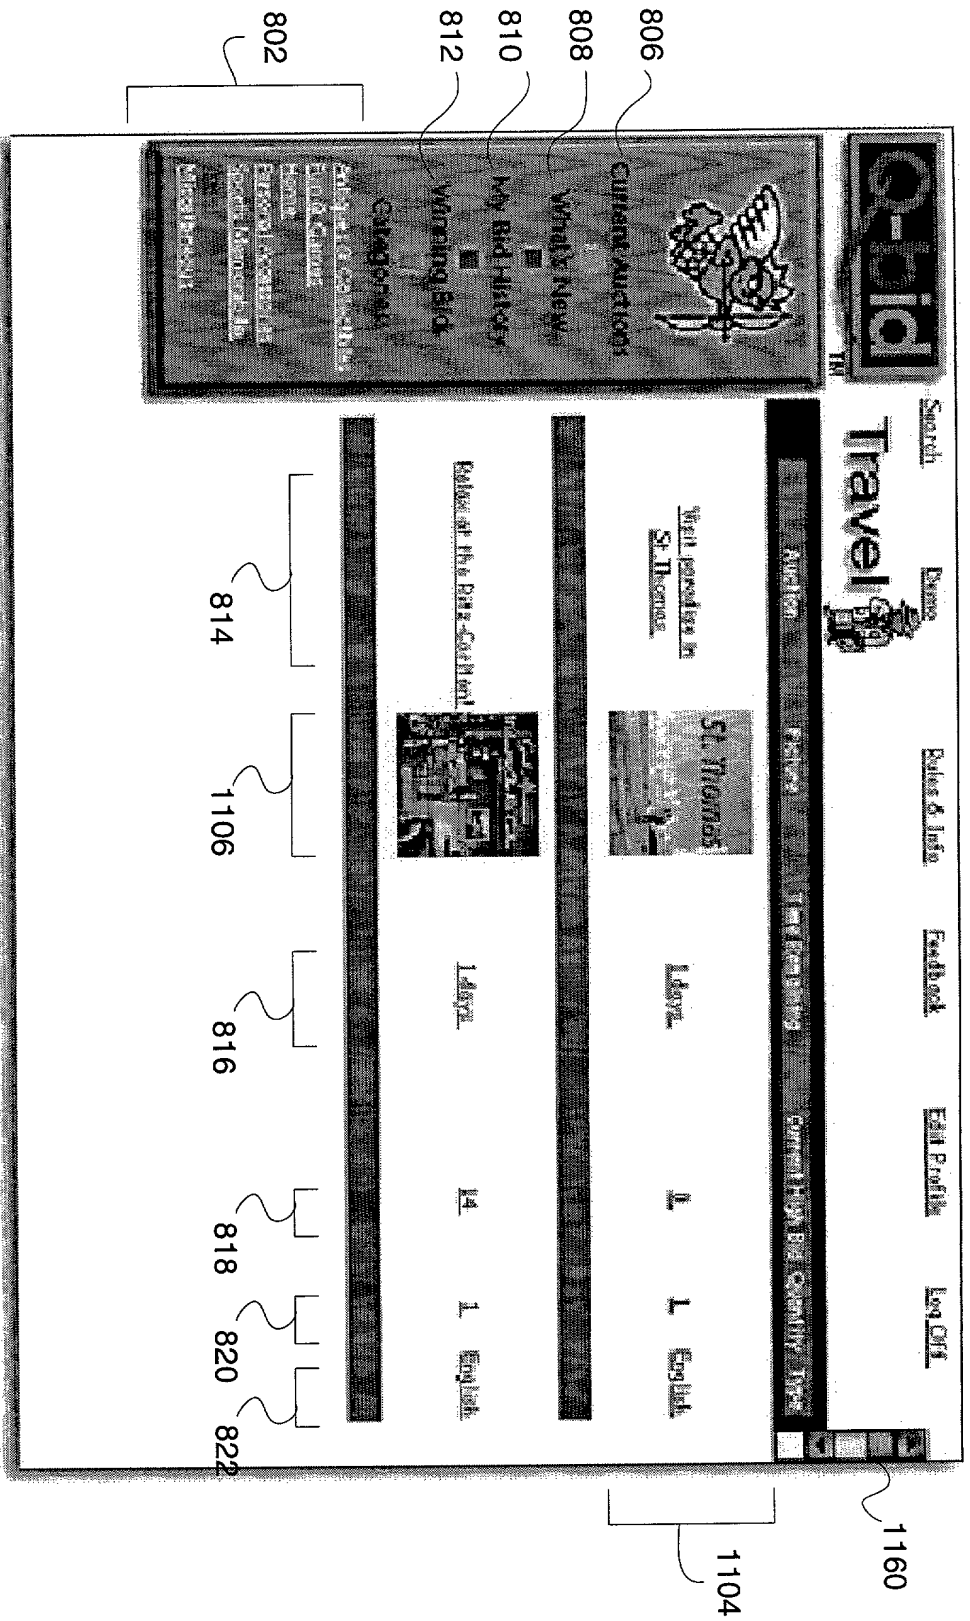 Search Demo Rules & Info Feedback Edit Profile Log Off
Q-bid
TM
Travel
Auction Picture Time Remaining Current High Bid Quantity Type
Current Auctions
What's New
My Bid History
Winning Bids
Categories
Home
Visit paradise in
St. Thomas
St. Thomas
1 days
0
1
English
Relax at the Ritz-Carlton!
1 days
14
1
English
802
806
808
810
812
814
1106
816
818
820
822
1104
1160